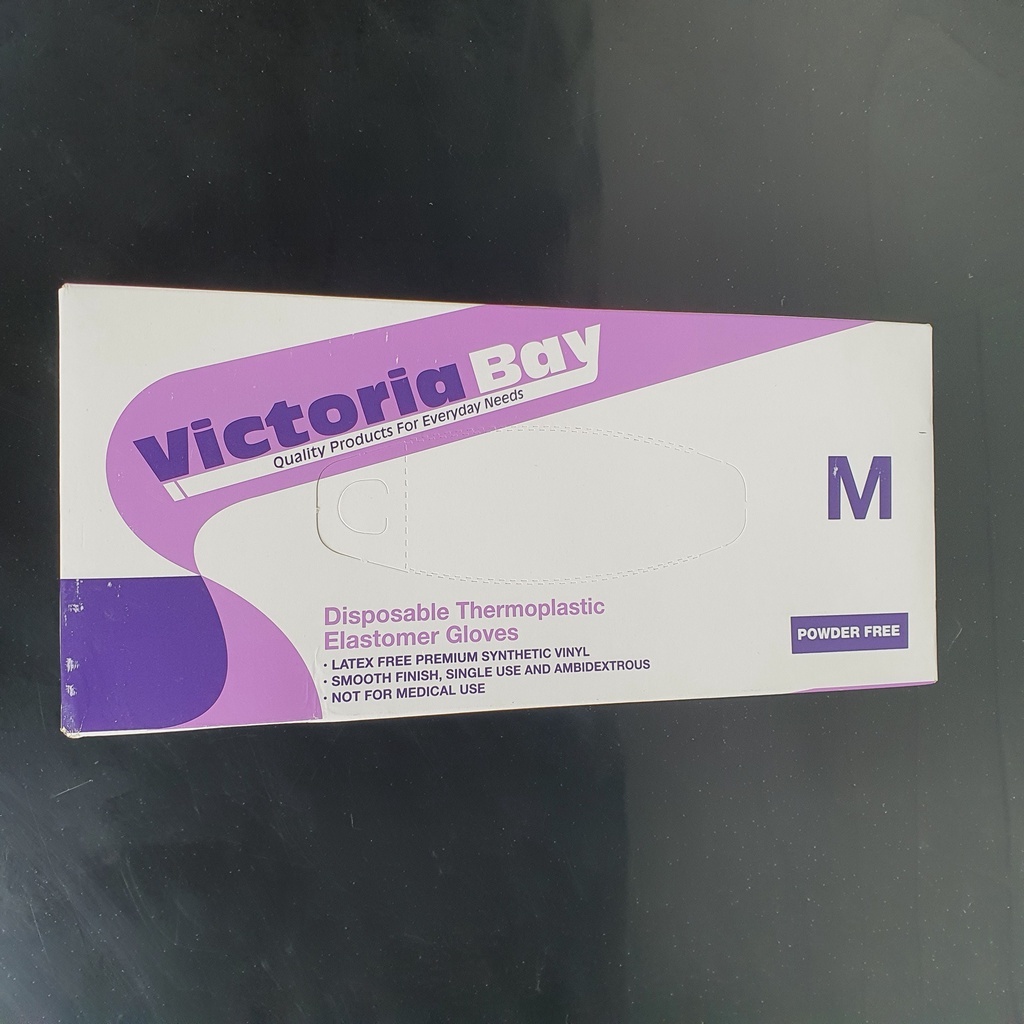 Victoria Bay
Quality Products For Everyday Needs
M
Disposable Thermoplastic
Elastomer Gloves
POWDER FREE
· LATEX FREE PREMIUM SYNTHETIC VINYL
· SMOOTH FINISH, SINGLE USE AND AMBIDEXTROUS
· NOT FOR MEDICAL USE